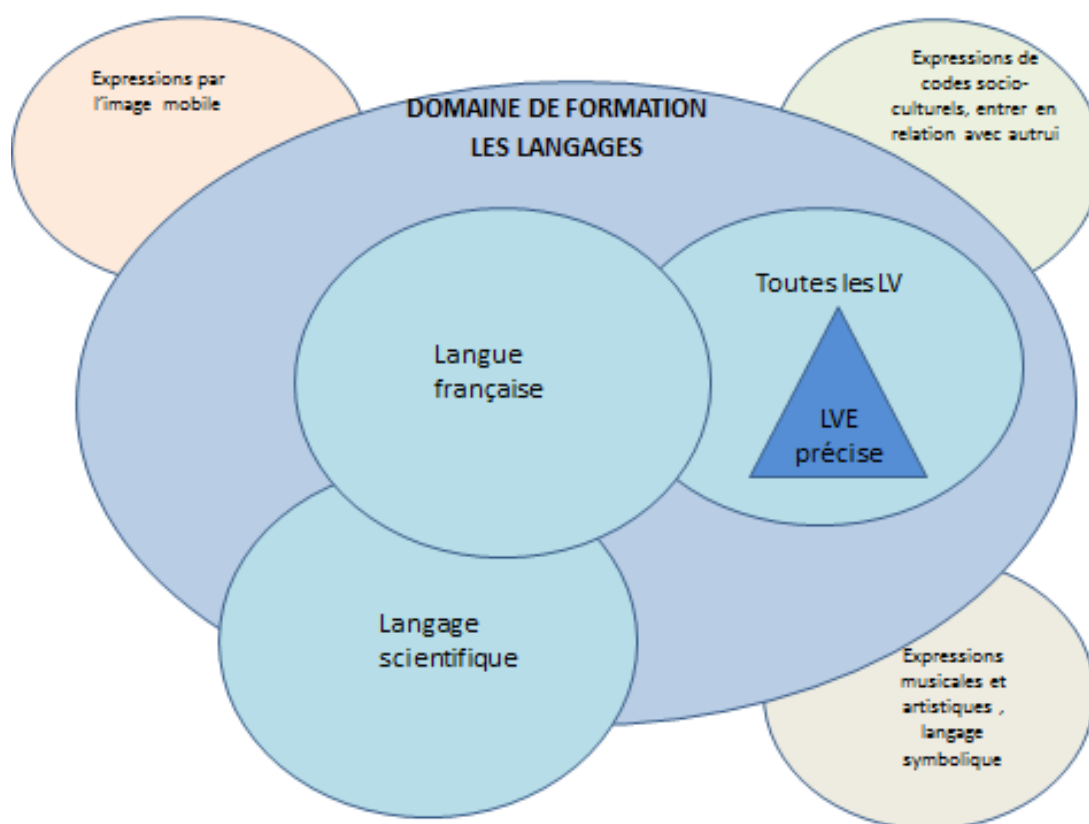 Expressions par
l'image mobile
Expressions de
codes socio-
culturels, entrer en
relation avec autrui
DOMAINE DE FORMATION
LES LANGAGES
Toutes les LV
Langue
française
LVE
précise
Langage
scientifique
Expressions
musicales et
artistiques ,
langage
symbolique